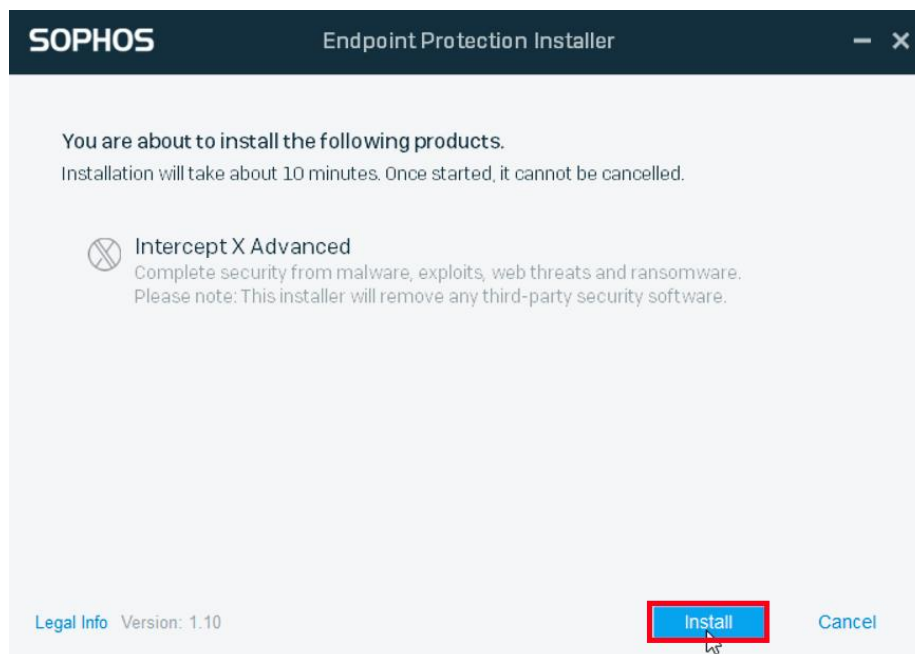 SOPHOS
Endpoint Protection Installer
You are about to install the following products.
Installation will take about 10 minutes. Once started, it cannot be cancelled.
Intercept X Advanced
Complete security from malware, exploits, web threats and ransomware.
Please note: This installer will remove any third-party security software.
Legal Info Version: 1.10
Install
Cancel